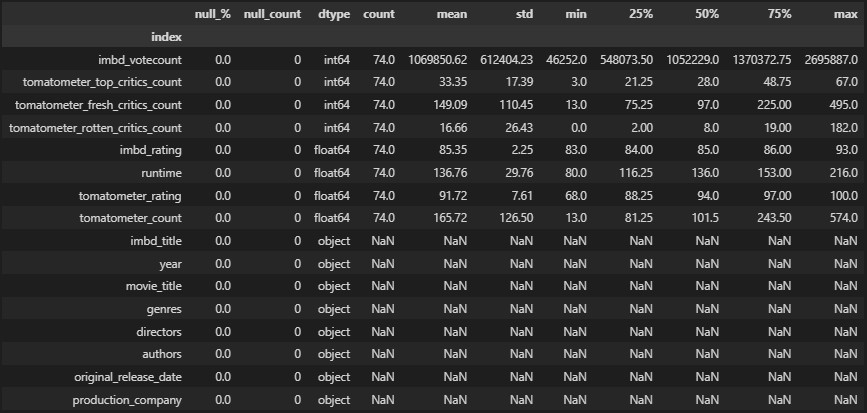 null_% null_count dtype count mean std min 25% 50% 75% max
index
imbd_votecount 0.0 0 int64 74.0 1069850.62 612404.23 46252.0 548073.50 1052229.0 1370372.75 2695887.0
tomatometer_top_critics_count 0.0 0 int64 74.0 33.35 17.39 3.0 21.25 28.0 48.75 67.0
tomatometer_fresh_critics_count 0.0 0 int64 74.0 149.09 110.45 13.0 75.25 97.0 225.00 495.0
tomatometer_rotten_critics_count 0.0 0 int64 74.0 16.66 26.43 0.0 2.00 8.0 19.00 182.0
imbd_rating 0.0 0 float64 74.0 85.35 2.25 83.0 84.00 85.0 86.00 93.0
runtime 0.0 0 float64 74.0 136.76 29.76 80.0 116.25 136.0 153.00 216.0
tomatometer_rating 0.0 0 float64 74.0 91.72 7.61 68.0 88.25 94.0 97.00 100.0
tomatometer_count 0.0 0 float64 74.0 165.72 126.50 13.0 81.25 101.5 243.50 574.0
imbd_title 0.0 0 object NaN NaN NaN NaN NaN NaN NaN NaN
year 0.0 0 object NaN NaN NaN NaN NaN NaN NaN NaN
movie_title 0.0 0 object NaN NaN NaN NaN NaN NaN NaN NaN
genres 0.0 0 object NaN NaN NaN NaN NaN NaN NaN NaN
directors 0.0 0 object NaN NaN NaN NaN NaN NaN NaN NaN
authors 0.0 0 object NaN NaN NaN NaN NaN NaN NaN NaN
original_release_date 0.0 0 object NaN NaN NaN NaN NaN NaN NaN NaN
production_company 0.0 0 object NaN NaN NaN NaN NaN NaN NaN NaN